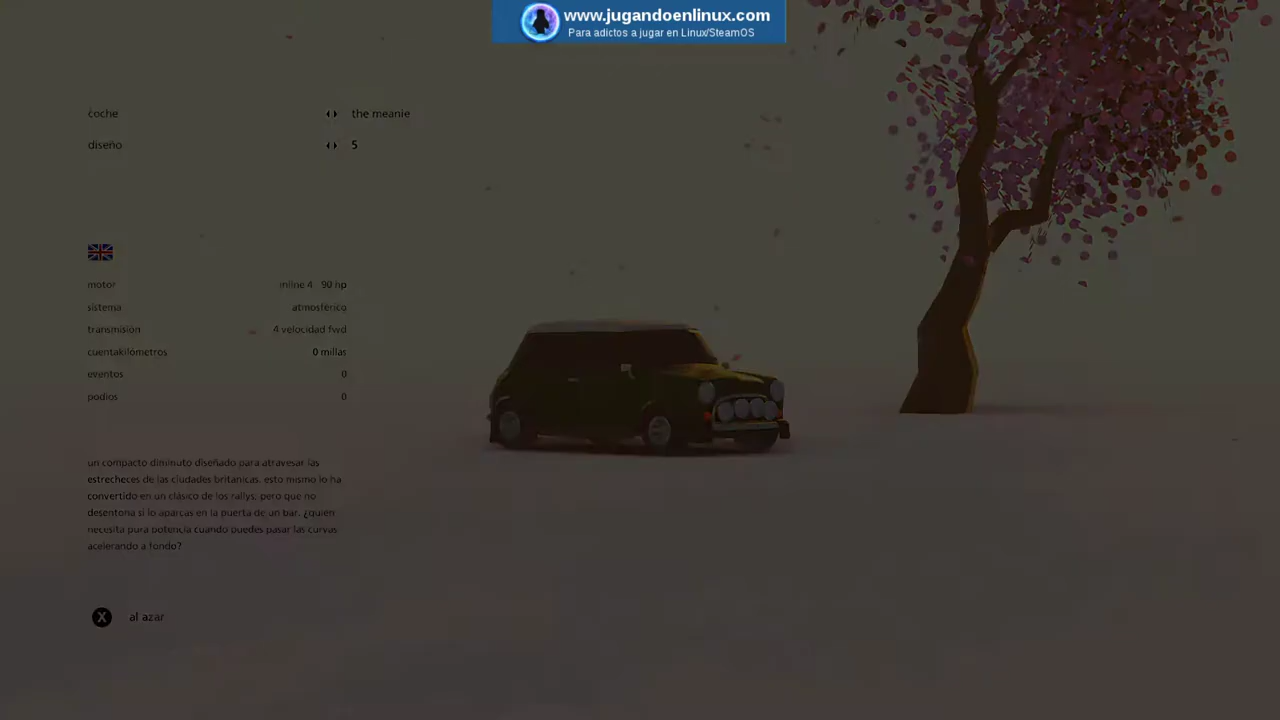 www.jugandoenlinux.com
Para adictos a jugar en Linux/SteamOS
coche the meanie
diseño 5
motor milne 4 90 hp
sistema atmosférico
transmisión 4 velocidad fwd
cuentakilómetros 0 millas
eventos 0
podios 0
un compacto diminuto diseñado para atravesar las
estrecheces de las ciudades británicas. esto mismo lo ha
convertido en un clásico de los rallys, pero que no
desentona si lo aparcas en la puerta de un bar. ¿quién
necesita pura potencia cuando puedes pasar las curvas
acelerando a fondo?
X al azar